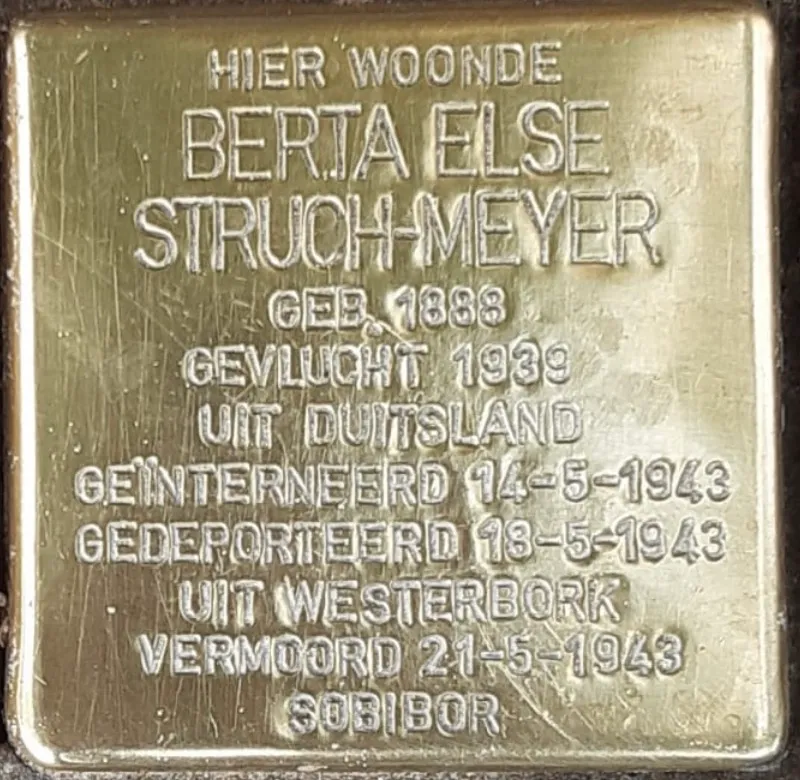 HIER WOONDE
BERTA ELSE
STRUCH-MEYER
GEB. 1888
GEVLUCHT 1939
UIT DUITSLAND
GEÏNTERNEERD 14-5-1943
GEDEPORTEERD 18-5-1943
UIT WESTERBORK
VERMOORD 21-5-1943
SOBIBOR